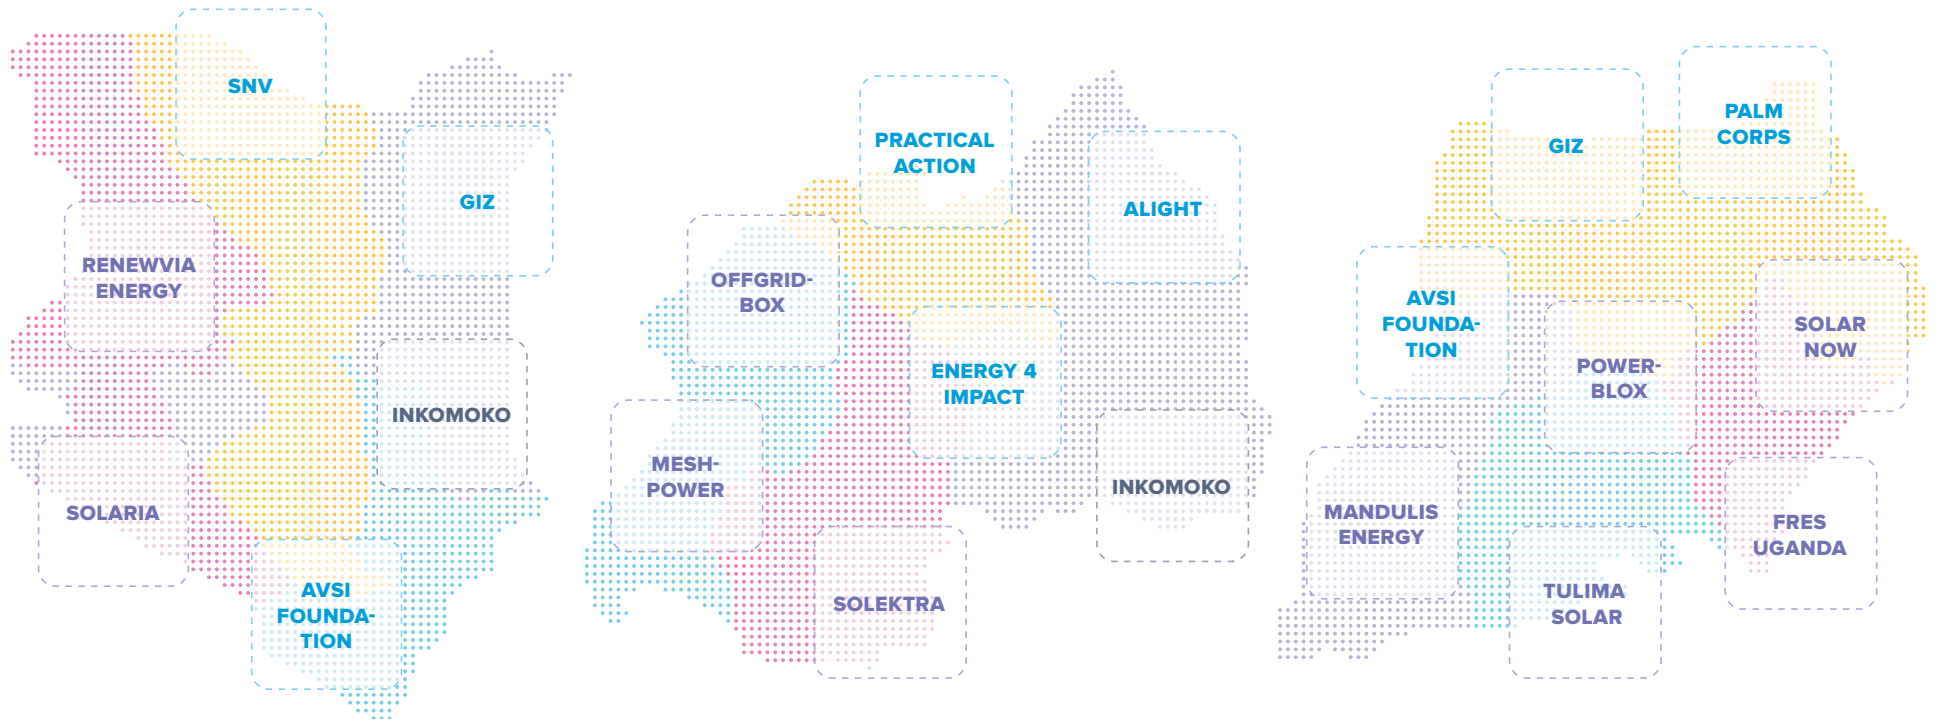 SNV
GIZ
RENEWVIA
ENERGY
INKOMOKO
SOLARIA
AVSI
FOUNDA-
TION
PRACTICAL
ACTION
ALIGHT
OFFGRID-
BOX
ENERGY 4
IMPACT
MESH-
POWER
INKOMOKO
SOLEKTRA
PALM
CORPS
GIZ
AVSI
FOUNDA-
TION
SOLAR
NOW
POWER-
BLOX
MANDULIS
ENERGY
FRES
UGANDA
TULIMA
SOLAR